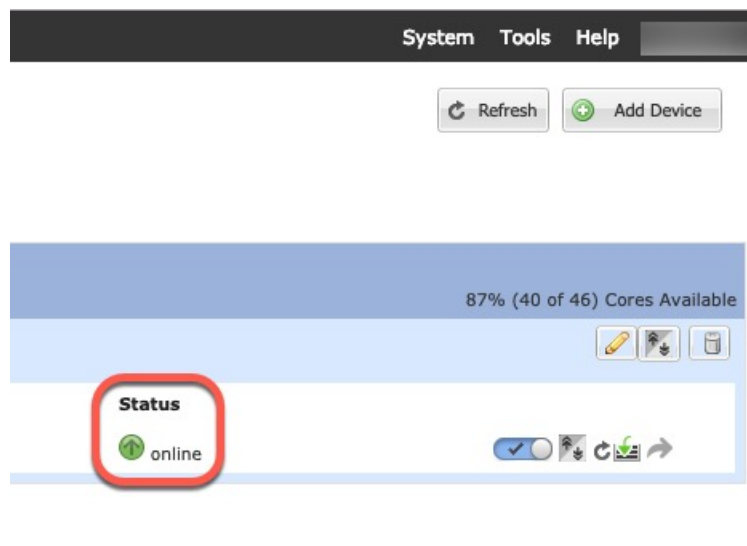 System Tools Help
Refresh Add Device
87% (40 of 46) Cores Available
Status
online